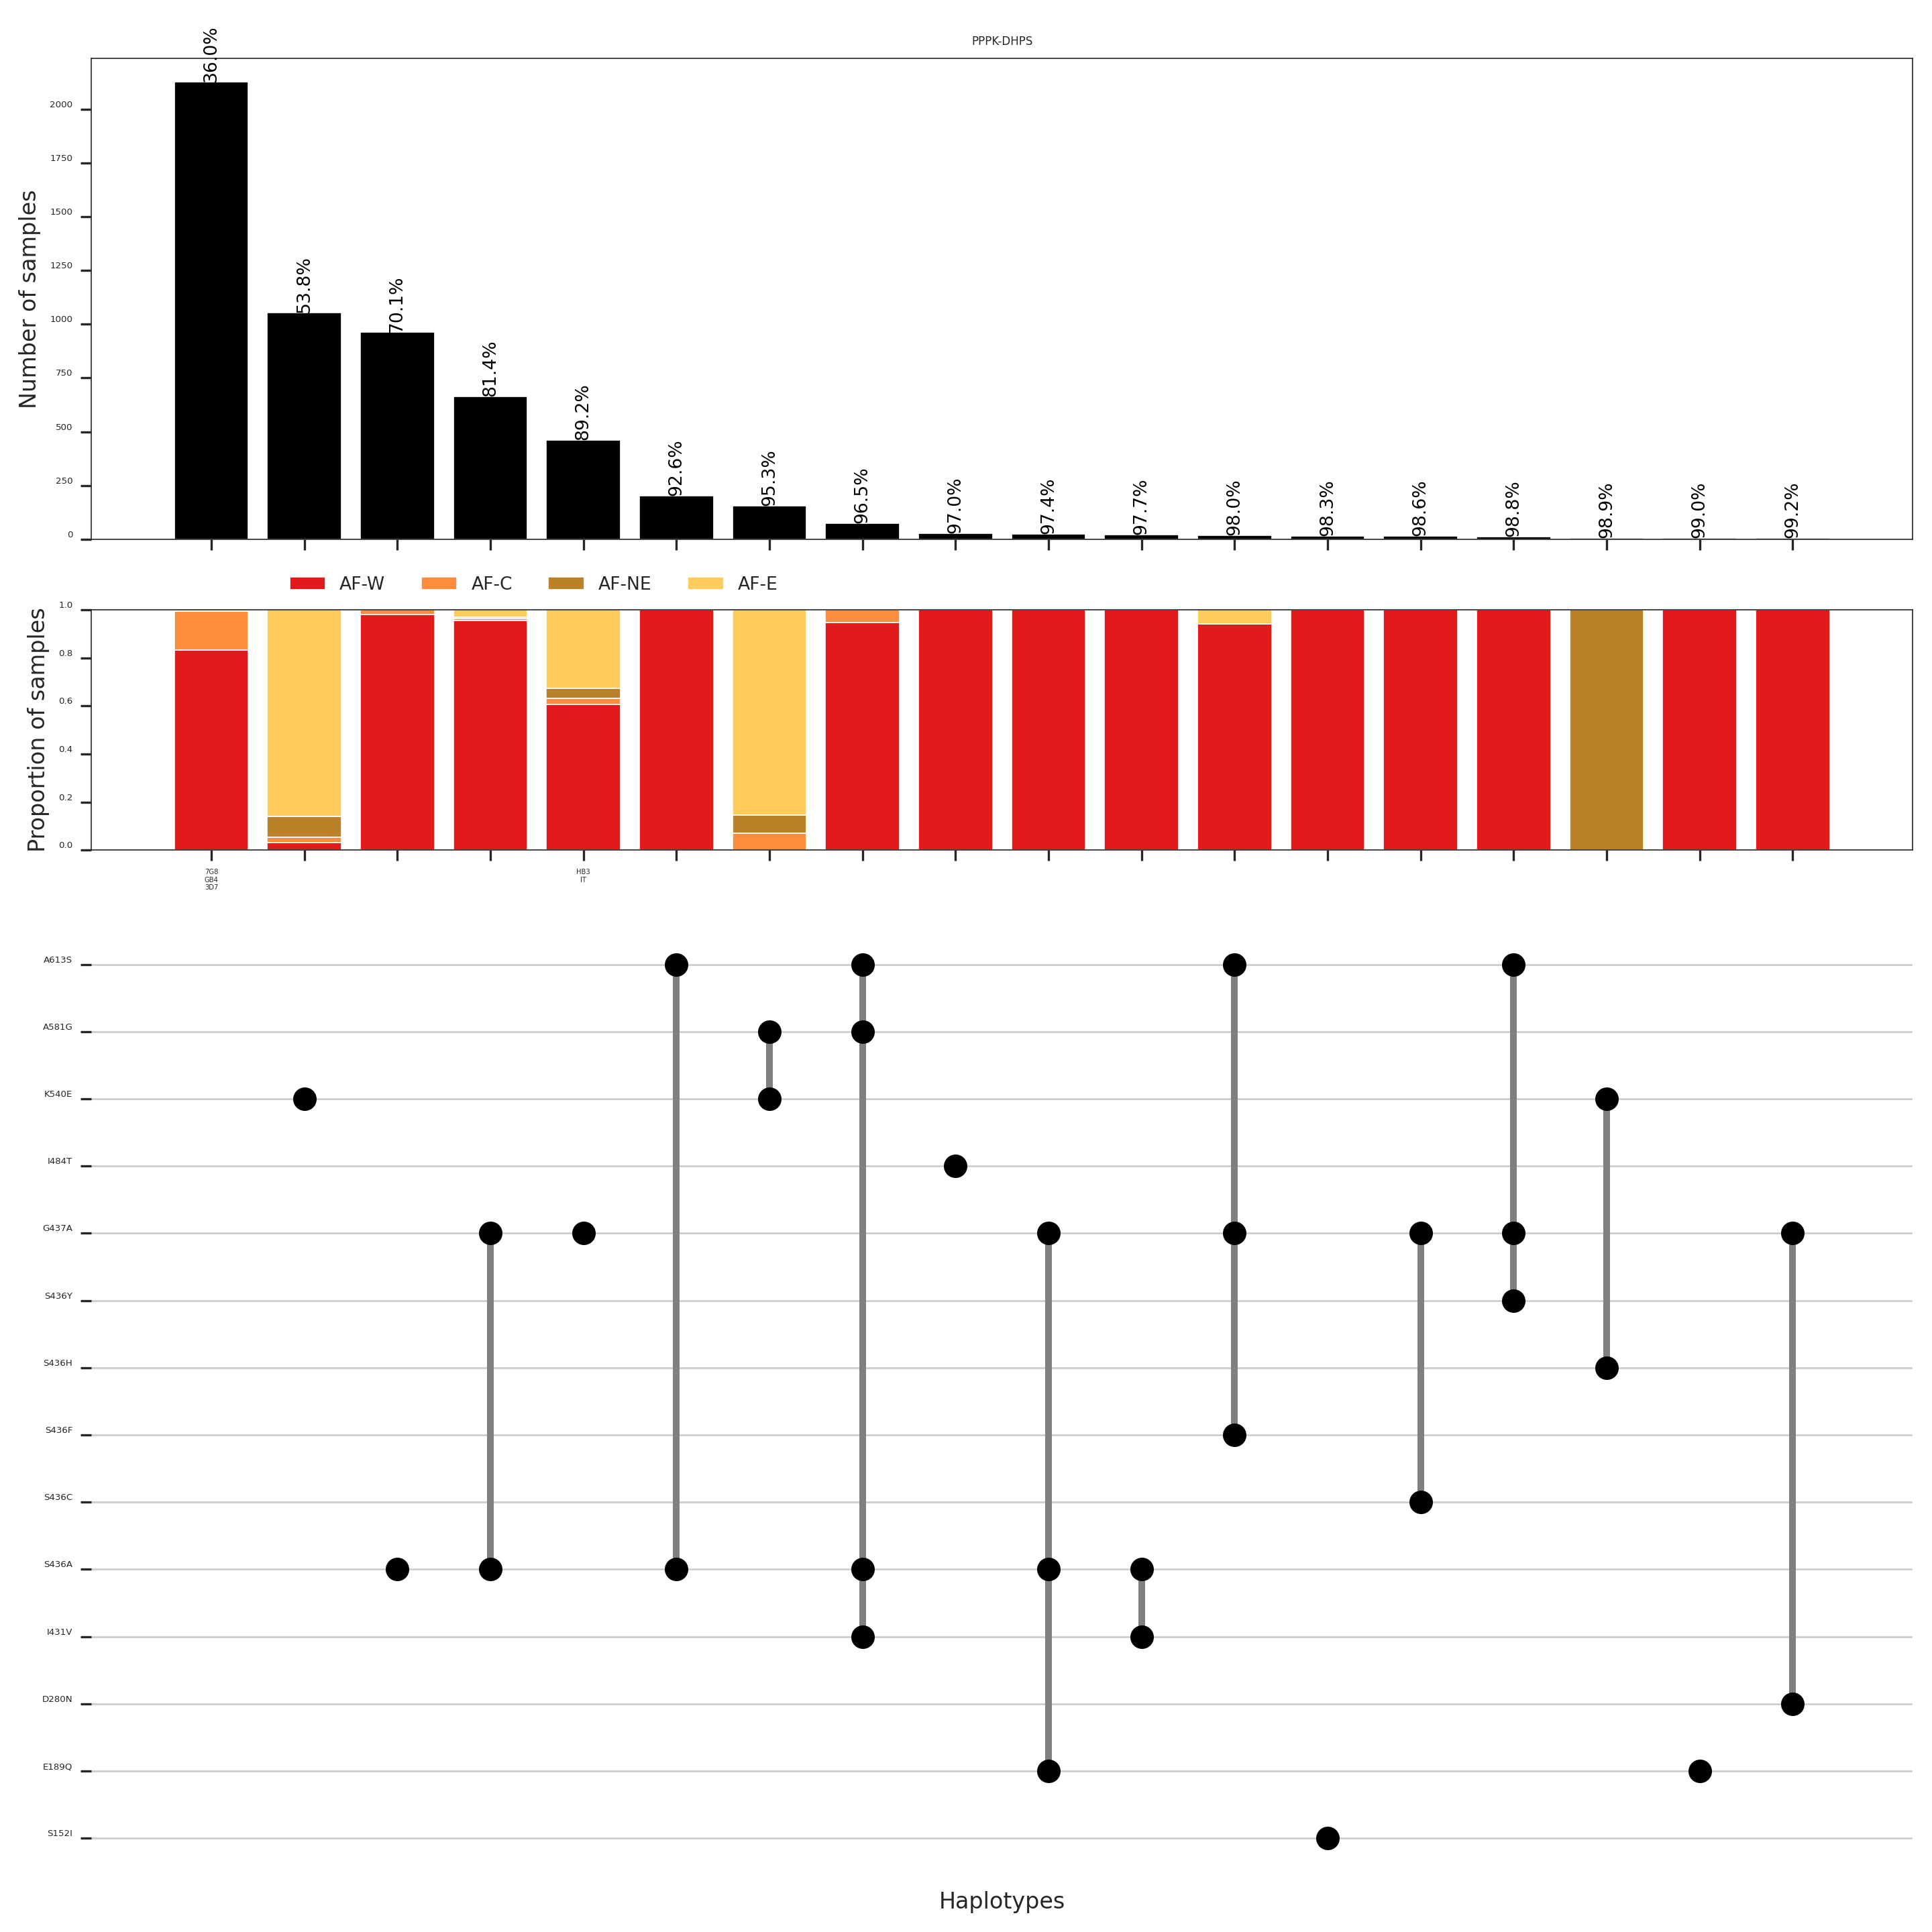 PPPK-DHPS
Number of samples
2000
1750
1500
1250
1000
750
500
250
0
36.0%
53.8%
70.1%
81.4%
89.2%
92.6%
95.3%
96.5%
97.0%
97.4%
97.7%
98.0%
98.3%
98.6%
98.8%
98.9%
99.0%
99.2%
AF-W AF-C AF-NE AF-E
Proportion of samples
1.0
0.8
0.6
0.4
0.2
0.0
7G8
GB4
3D7
HB3
IT
A613S
A581G
K540E
I484T
G437A
S436Y
S436H
S436F
S436C
S436A
I431V
D280N
E189Q
S152I
Haplotypes